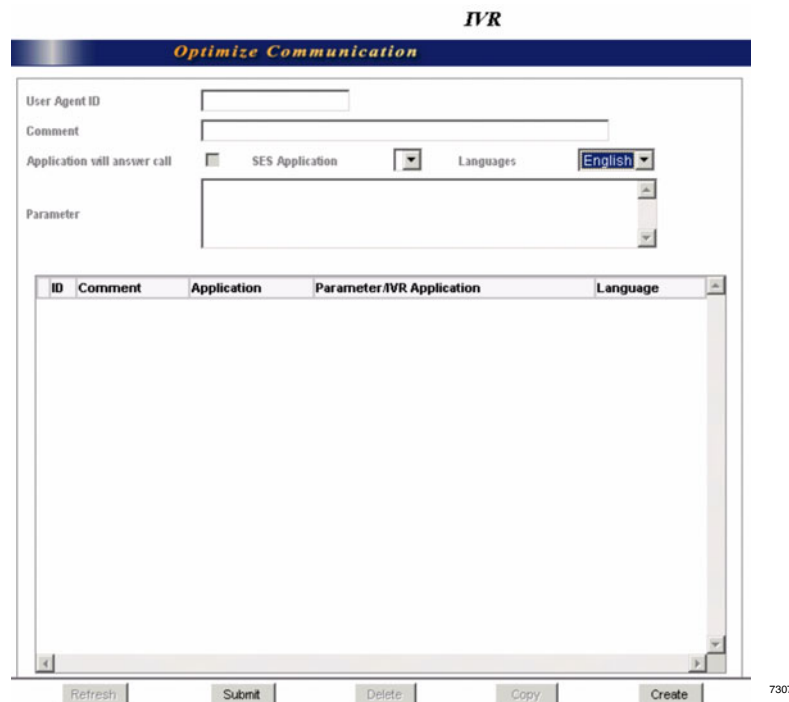 IVR
Optimize Communication
User Agent ID
Comment
Application will answer call SES Application Languages English
Parameter
ID Comment Application Parameter/IVR Application Language
Refresh Submit Delete Copy Create
7307